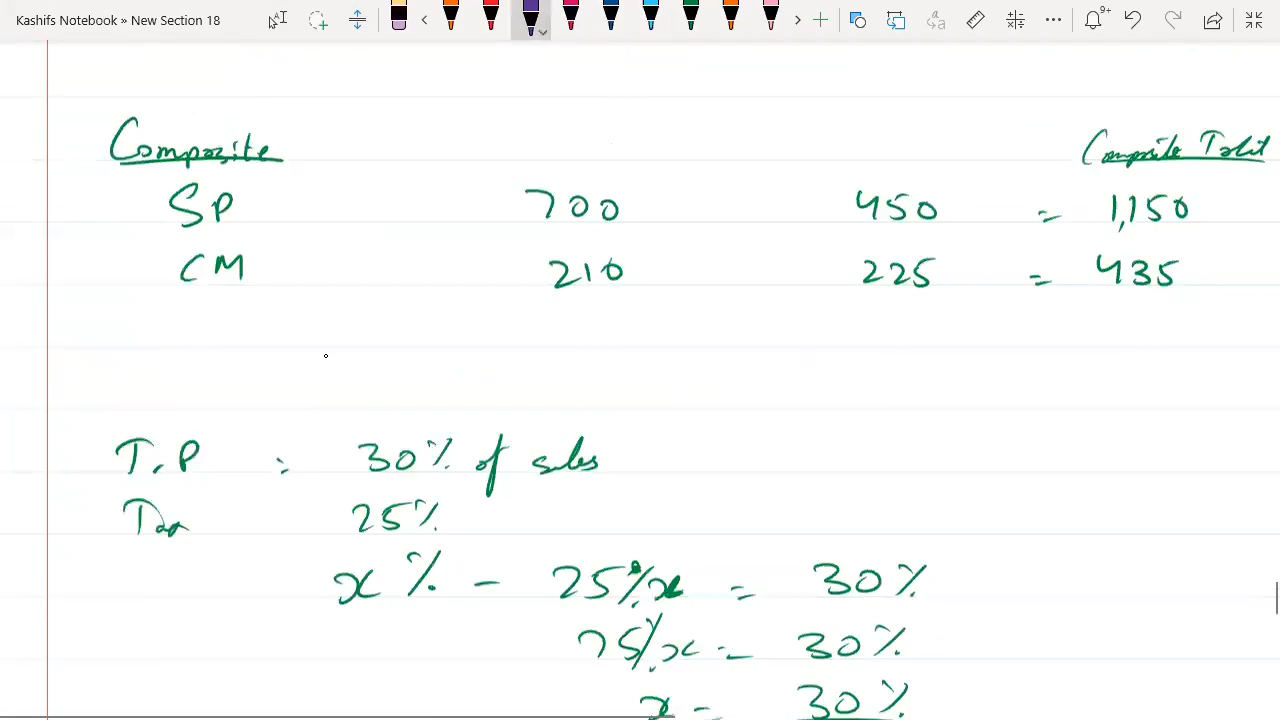 Kashifs Notebook » New Section 18
9+
Composite Composite Total
SP 700 450 = 1,150
CM 210 225 = 435
T.P = 30% of sales
Tax 25%
x % - 25%x = 30%
75%x = 30%
x = 30%